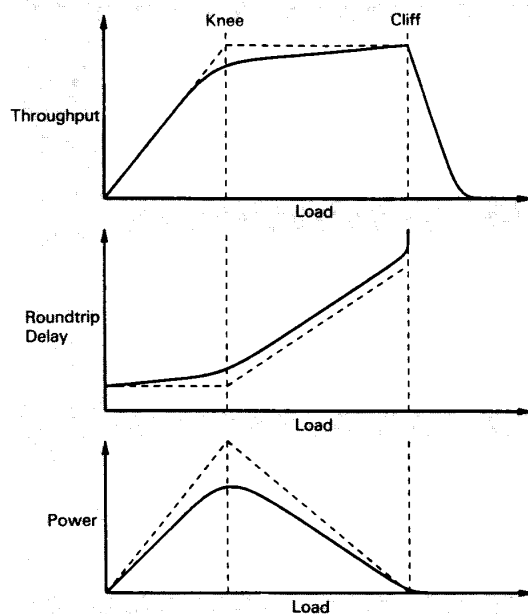 Knee
Cliff
Throughput
Load
Roundtrip
Delay
Load
Power
Load